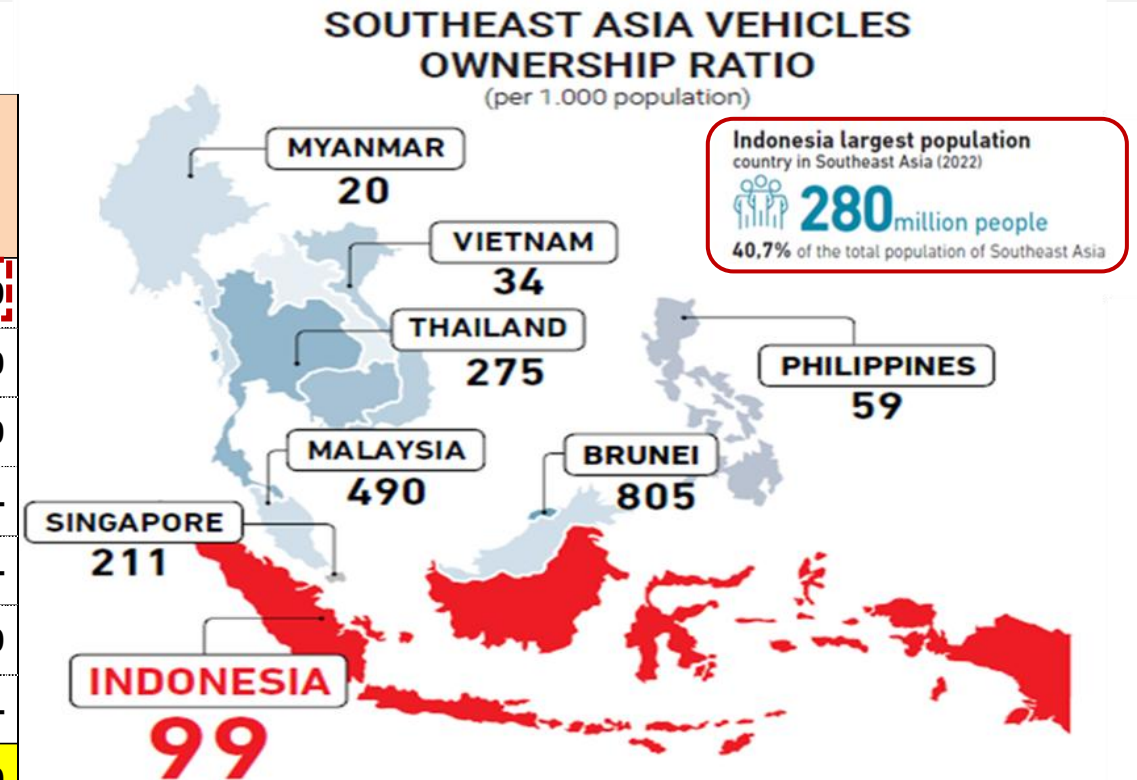 SOUTHEAST ASIA VEHICLES
OWNERSHIP RATIO
(per 1.000 population)
Indonesia largest population
country in Southeast Asia (2022)
280 million people
40,7% of the total population of Southeast Asia
MYANMAR
20
VIETNAM
34
THAILAND
275
PHILIPPINES
59
MALAYSIA
490
BRUNEI
805
SINGAPORE
211
INDONESIA
99